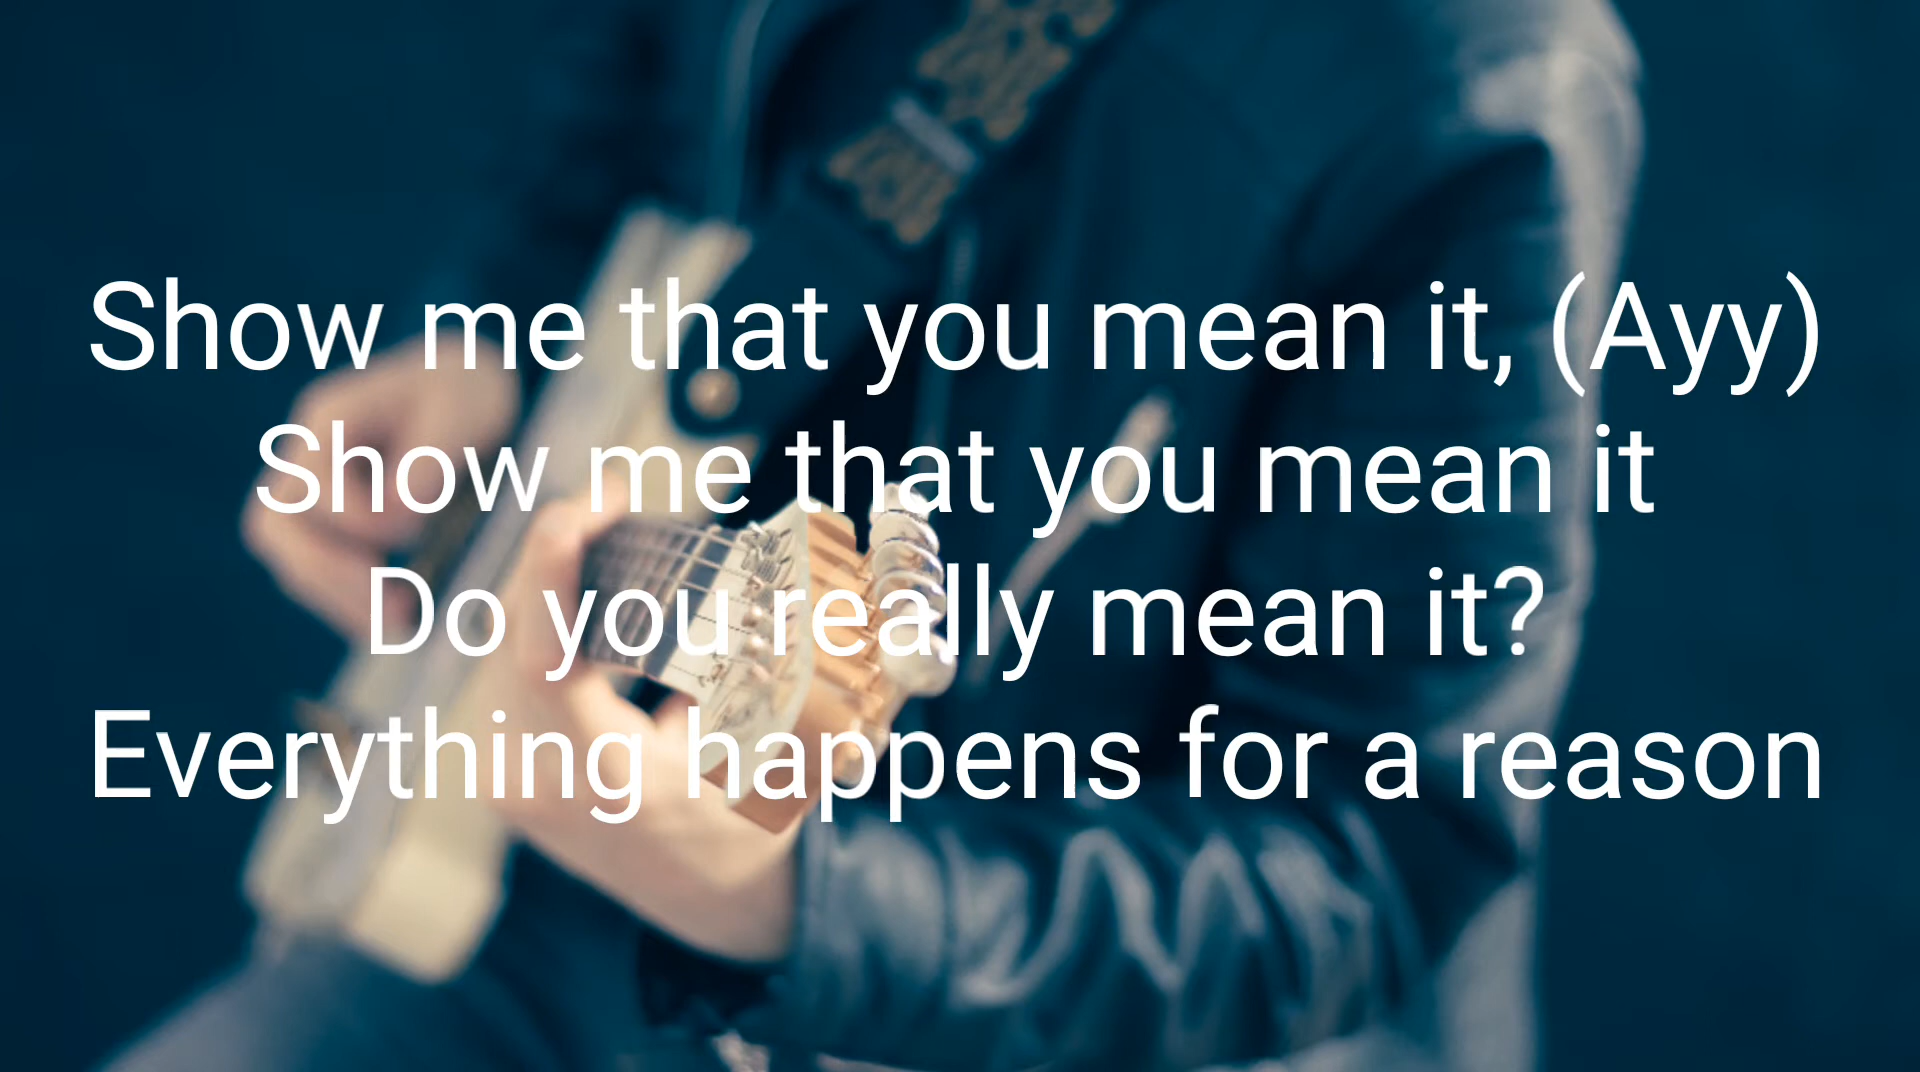 Show me that you mean it, (Ayy)
Show me that you mean it
Do you really mean it?
Everything happens for a reason